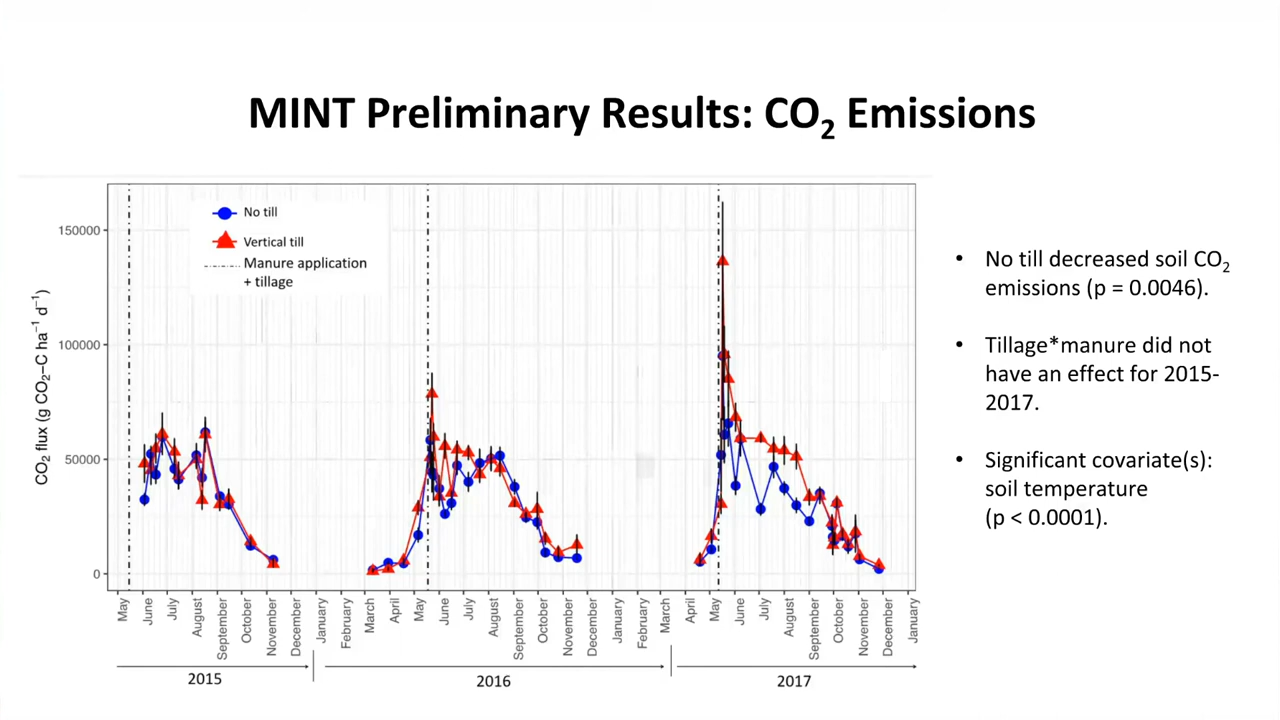 MINT Preliminary Results: CO₂ Emissions
No till
Vertical till
Manure application
+ tillage
CO₂ flux (g CO₂−C ha⁻¹ d⁻¹)
150000
100000
50000
0
May
June
July
August
September
October
November
December
January
February
March
April
May
June
July
August
September
October
November
December
January
February
March
April
May
June
July
August
September
October
November
December
January
2015
2016
2017
• No till decreased soil CO₂
emissions (p = 0.0046).
• Tillage*manure did not
have an effect for 2015-
2017.
• Significant covariate(s):
soil temperature
(p < 0.0001).